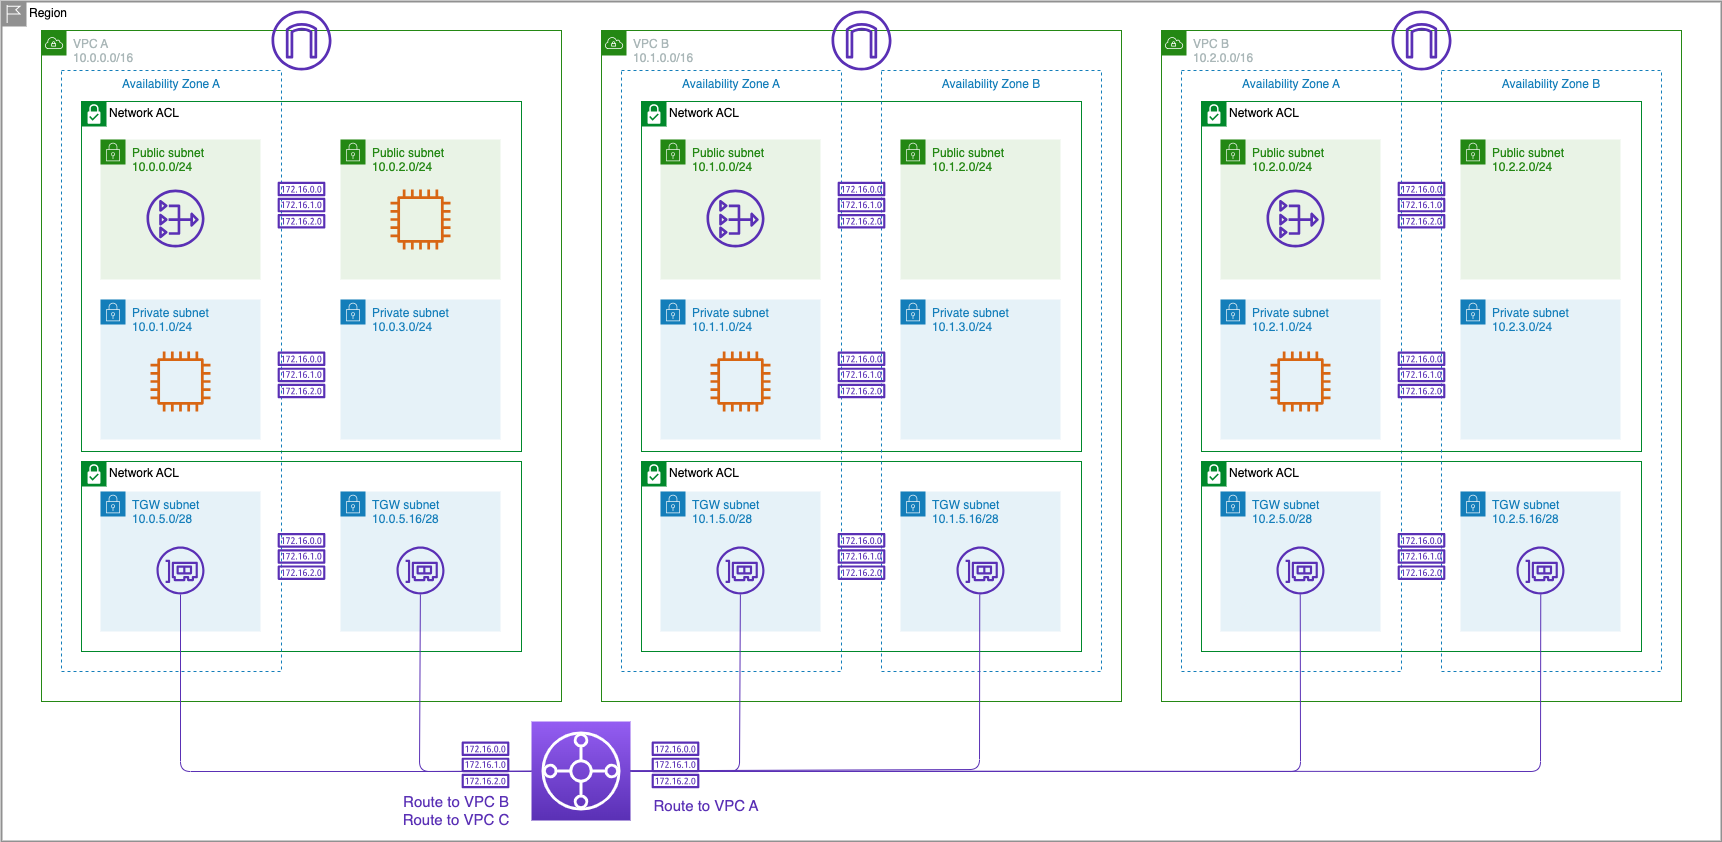 Region
VPC A
10.0.0.0/16
Availability Zone A
Network ACL
Public subnet
10.0.0.0/24
Public subnet
10.0.2.0/24
172.16.0.0
172.16.1.0
172.16.2.0
Private subnet
10.0.1.0/24
Private subnet
10.0.3.0/24
172.16.0.0
172.16.1.0
172.16.2.0
Network ACL
TGW subnet
10.0.5.0/28
TGW subnet
10.0.5.16/28
172.16.0.0
172.16.1.0
172.16.2.0
VPC B
10.1.0.0/16
Availability Zone A
Availability Zone B
Network ACL
Public subnet
10.1.0.0/24
Public subnet
10.1.2.0/24
172.16.0.0
172.16.1.0
172.16.2.0
Private subnet
10.1.1.0/24
Private subnet
10.1.3.0/24
172.16.0.0
172.16.1.0
172.16.2.0
Network ACL
TGW subnet
10.1.5.0/28
TGW subnet
10.1.5.16/28
172.16.0.0
172.16.1.0
172.16.2.0
VPC B
10.2.0.0/16
Availability Zone A
Availability Zone B
Network ACL
Public subnet
10.2.0.0/24
Public subnet
10.2.2.0/24
172.16.0.0
172.16.1.0
172.16.2.0
Private subnet
10.2.1.0/24
Private subnet
10.2.3.0/24
172.16.0.0
172.16.1.0
172.16.2.0
Network ACL
TGW subnet
10.2.5.0/28
TGW subnet
10.2.5.16/28
172.16.0.0
172.16.1.0
172.16.2.0
172.16.0.0
172.16.1.0
172.16.2.0
Route to VPC B
Route to VPC C
172.16.0.0
172.16.1.0
172.16.2.0
Route to VPC A